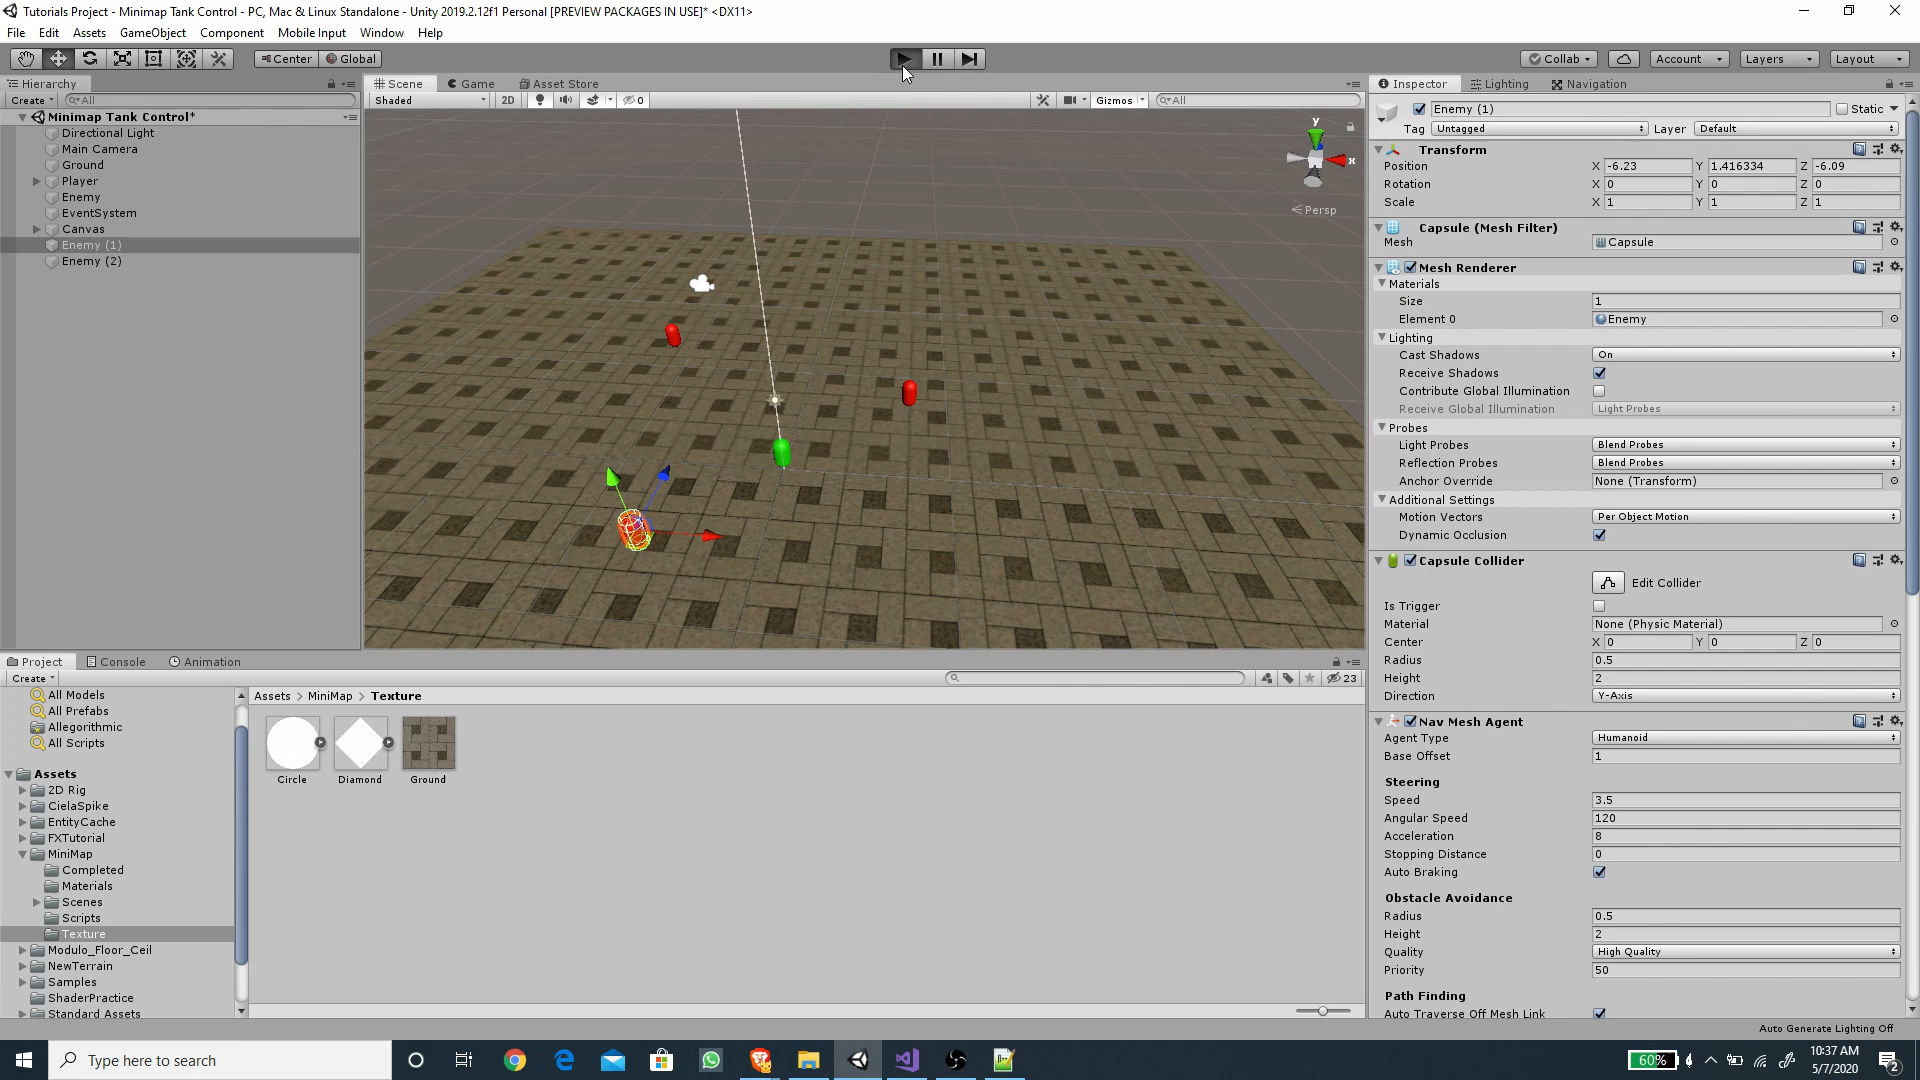 Tutorials Project - Minimap Tank Control - PC, Mac & Linux Standalone - Unity 2019.2.12f1 Personal [PREVIEW PACKAGES IN USE]* <DX11>
File Edit Assets GameObject Component Mobile Input Window Help
Center Global Collab Account Layers Layout
Hierarchy
Create All
Minimap Tank Control*
Directional Light
Main Camera
Ground
Player
Enemy
EventSystem
Canvas
Enemy (1)
Enemy (2)
Scene Game Asset Store
Shaded 2D 0 Gizmos All
y
x
Persp
Inspector Lighting Navigation
Enemy (1) Static
Tag Untagged Layer Default
Transform
Position X -6.23 Y 1.416334 Z -6.09
Rotation X 0 Y 0 Z 0
Scale X 1 Y 1 Z 1
Capsule (Mesh Filter)
Mesh Capsule
Mesh Renderer
Materials
Size 1
Element 0 Enemy
Lighting
Cast Shadows On
Receive Shadows
Contribute Global Illumination
Receive Global Illumination Light Probes
Probes
Light Probes Blend Probes
Reflection Probes Blend Probes
Anchor Override None (Transform)
Additional Settings
Motion Vectors Per Object Motion
Dynamic Occlusion
Capsule Collider
Edit Collider
Is Trigger
Material None (Physic Material)
Center X 0 Y 0 Z 0
Radius 0.5
Height 2
Direction Y-Axis
Nav Mesh Agent
Agent Type Humanoid
Base Offset 1
Steering
Speed 3.5
Angular Speed 120
Acceleration 8
Stopping Distance 0
Auto Braking
Obstacle Avoidance
Radius 0.5
Height 2
Quality High Quality
Priority 50
Path Finding
Auto Traverse Off Mesh Link
Auto Generate Lighting Off
Project Console Animation
Create 23
All Models
All Prefabs
Allegorithmic
All Scripts
Assets
2D Rig
CielaSpike
EntityCache
FXTutorial
MiniMap
Completed
Materials
Scenes
Scripts
Texture
Modulo_Floor_Ceil
NewTerrain
Samples
ShaderPractice
Standard Assets
Assets MiniMap Texture
Circle Diamond Ground
Type here to search
60%
10:37 AM
5/7/2020
2